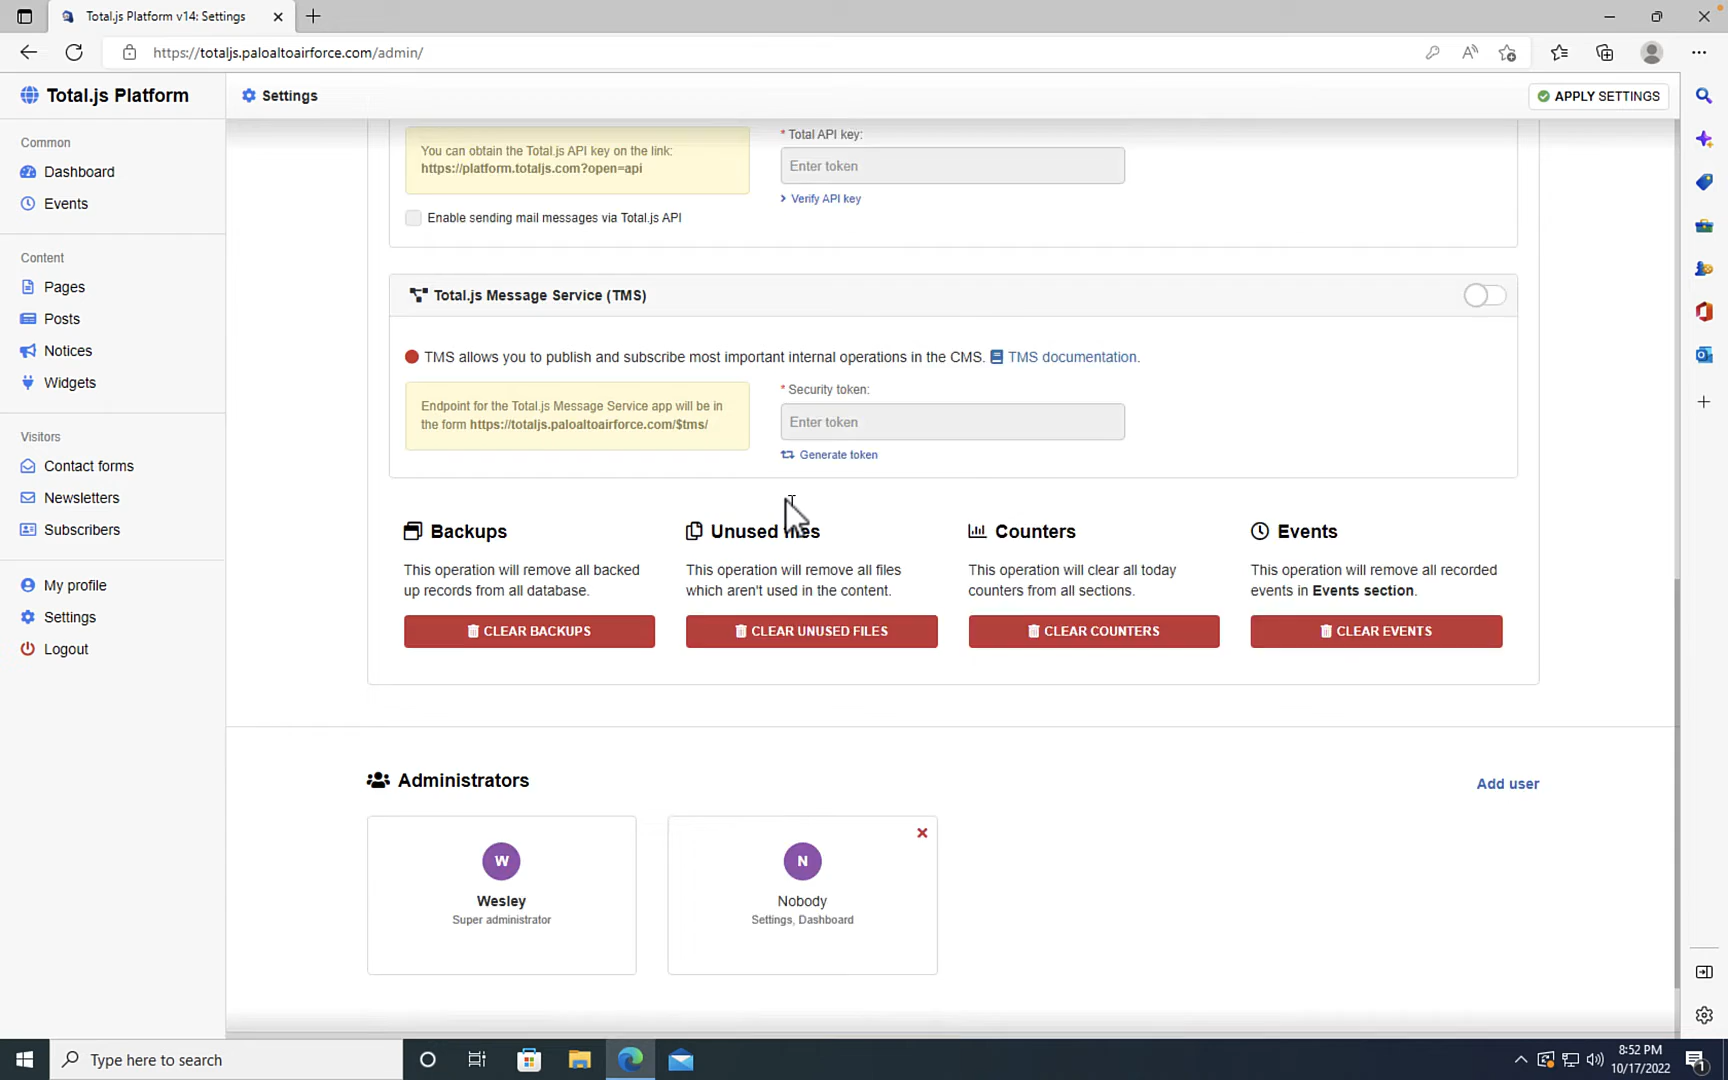 Total.js Platform v14: Settings
https://totaljs.paloaltoairforce.com/admin/
Total.js Platform
Settings
APPLY SETTINGS
Common
Dashboard
Events
Content
Pages
Posts
Notices
Widgets
Visitors
Contact forms
Newsletters
Subscribers
My profile
Settings
Logout
You can obtain the Total.js API key on the link:
https://platform.totaljs.com?open=api
* Total API key:
Enter token
Verify API key
Enable sending mail messages via Total.js API
Total.js Message Service (TMS)
TMS allows you to publish and subscribe most important internal operations in the CMS. TMS documentation.
Endpoint for the Total.js Message Service app will be in
the form https://totaljs.paloaltoairforce.com/$tms/
* Security token:
Enter token
Generate token
Backups
This operation will remove all backed
up records from all database.
CLEAR BACKUPS
Unused files
This operation will remove all files
which aren't used in the content.
CLEAR UNUSED FILES
Counters
This operation will clear all today
counters from all sections.
CLEAR COUNTERS
Events
This operation will remove all recorded
events in Events section.
CLEAR EVENTS
Administrators
Add user
W
Wesley
Super administrator
N
Nobody
Settings, Dashboard
Type here to search
8:52 PM
10/17/2022
1